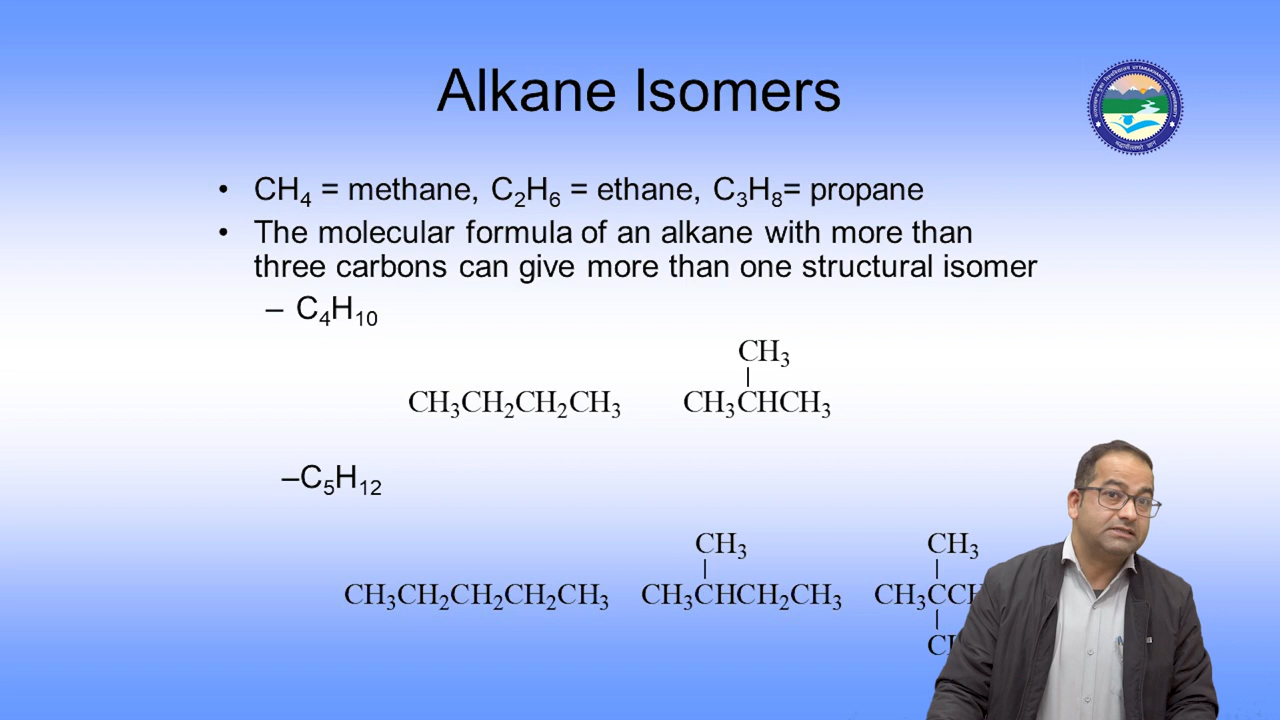 Alkane Isomers
• CH₄ = methane, C₂H₆ = ethane, C₃H₈= propane
• The molecular formula of an alkane with more than
three carbons can give more than one structural isomer
– C₄H₁₀
CH₃
CH₃CH₂CH₂CH₃ CH₃CHCH₃
–C₅H₁₂
CH₃ CH₃
CH₃CH₂CH₂CH₂CH₃ CH₃CHCH₂CH₃ CH₃CC
C